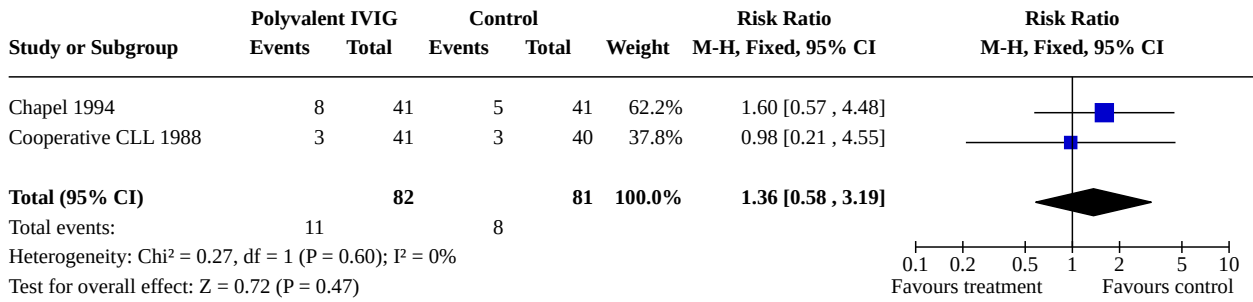 Polyvalent IVIG Control Risk Ratio Risk Ratio
Study or Subgroup Events Total Events Total Weight M-H, Fixed, 95% CI M-H, Fixed, 95% CI
Chapel 1994 8 41 5 41 62.2% 1.60 [0.57 , 4.48]
Cooperative CLL 1988 3 41 3 40 37.8% 0.98 [0.21 , 4.55]
Total (95% CI) 82 81 100.0% 1.36 [0.58 , 3.19]
Total events: 11 8
Heterogeneity: Chi² = 0.27, df = 1 (P = 0.60); I² = 0%
0.1 0.2 0.5 1 2 5 10
Test for overall effect: Z = 0.72 (P = 0.47) Favours treatment Favours control